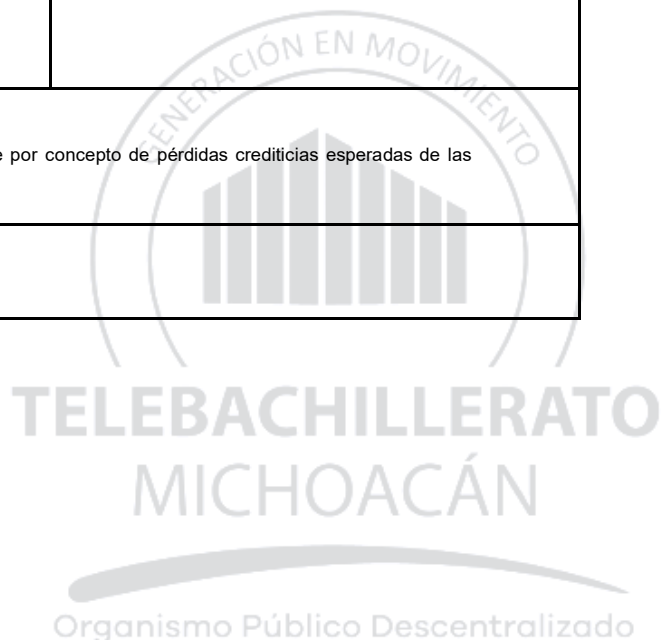 GENERACIÓN EN MOVIMIENTO
e por concepto de pérdidas crediticias esperadas de las
TELEBACHILLERATO
MICHOACÁN
Organismo Público Descentralizado